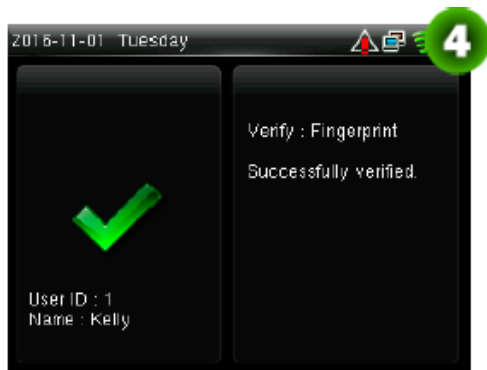 2016-11-01 Tuesday
4
Verify : Fingerprint
Successfully verified.
User ID : 1
Name : Kelly